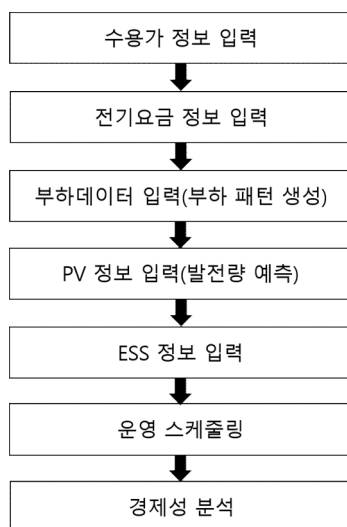 수용가 정보 입력
전기요금 정보 입력
부하데이터 입력(부하 패턴 생성)
PV 정보 입력(발전량 예측)
ESS 정보 입력
운영 스케줄링
경제성 분석